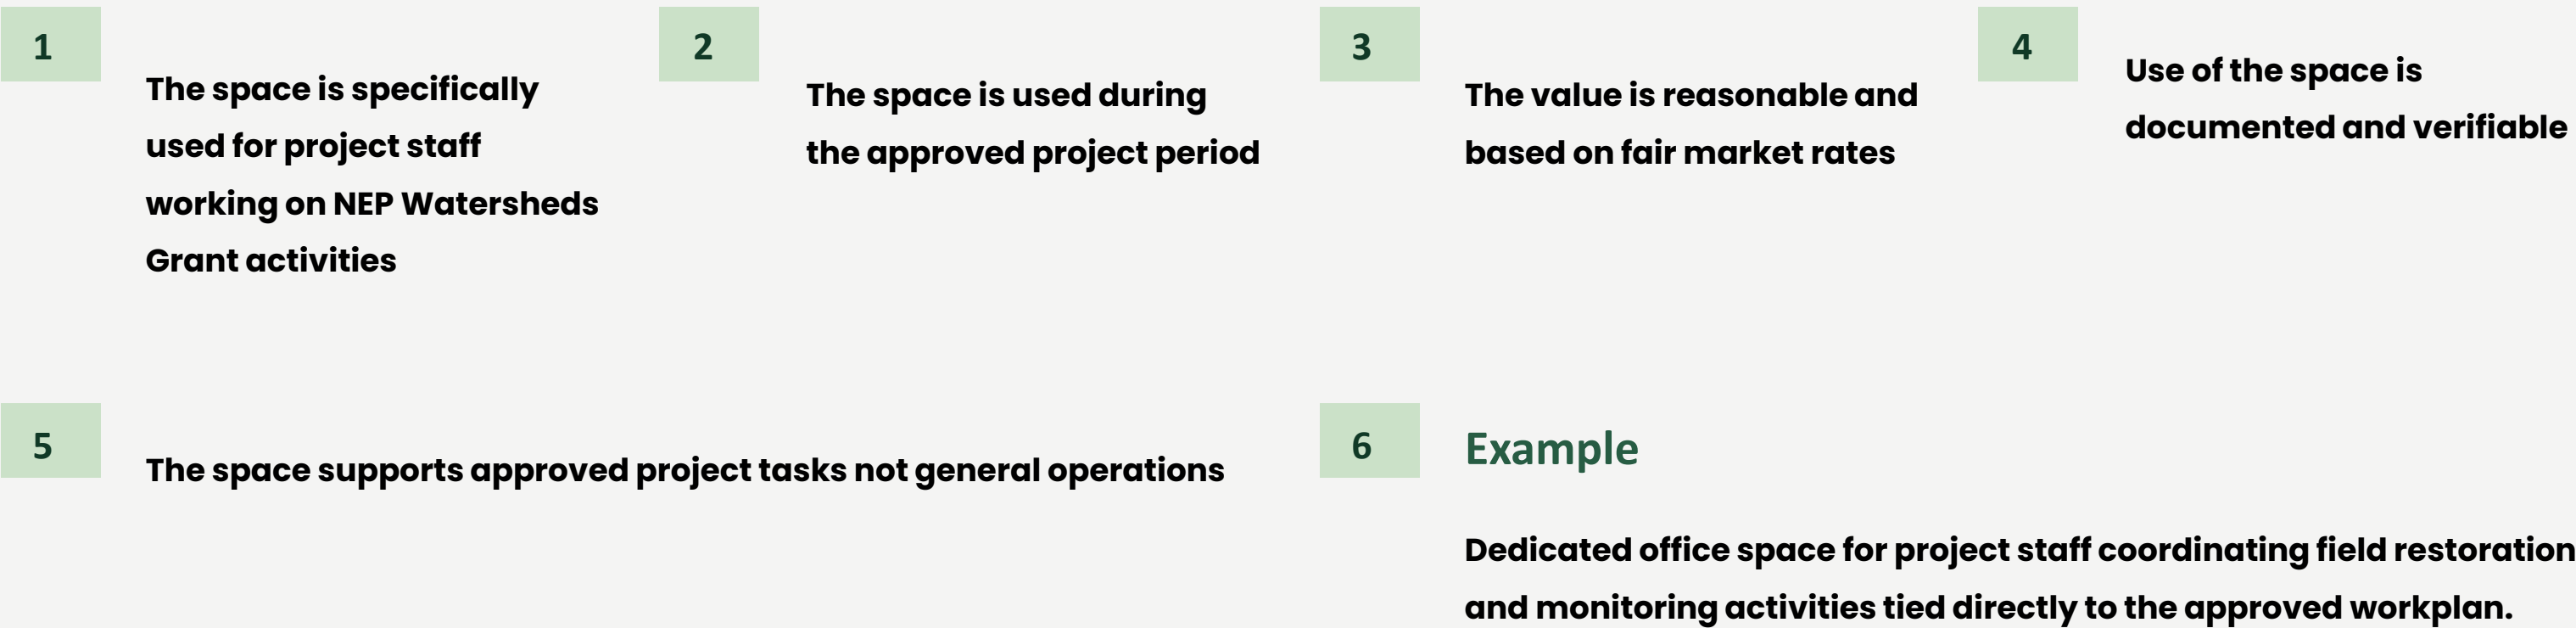 1
The space is specifically
used for project staff
working on NEP Watersheds
Grant activities
2
The space is used during
the approved project period
3
The value is reasonable and
based on fair market rates
4
Use of the space is
documented and verifiable
5
The space supports approved project tasks not general operations
6
Example
Dedicated office space for project staff coordinating field restoration
and monitoring activities tied directly to the approved workplan.